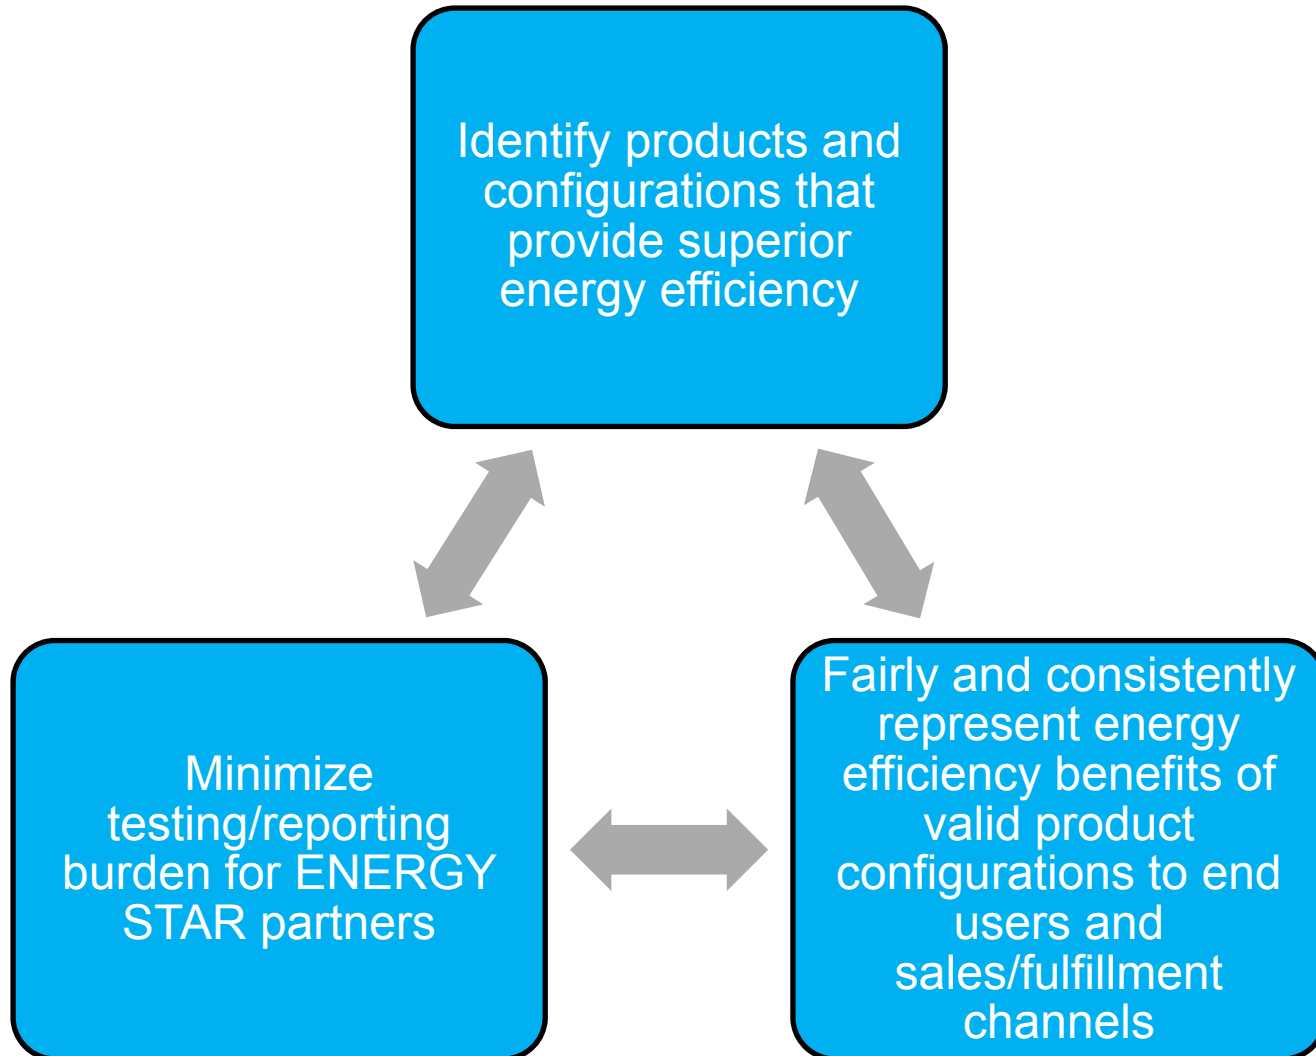 Identify products and
configurations that
provide superior
energy efficiency
Minimize
testing/reporting
burden for ENERGY
STAR partners
Fairly and consistently
represent energy
efficiency benefits of
valid product
configurations to end
users and
sales/fulfillment
channels